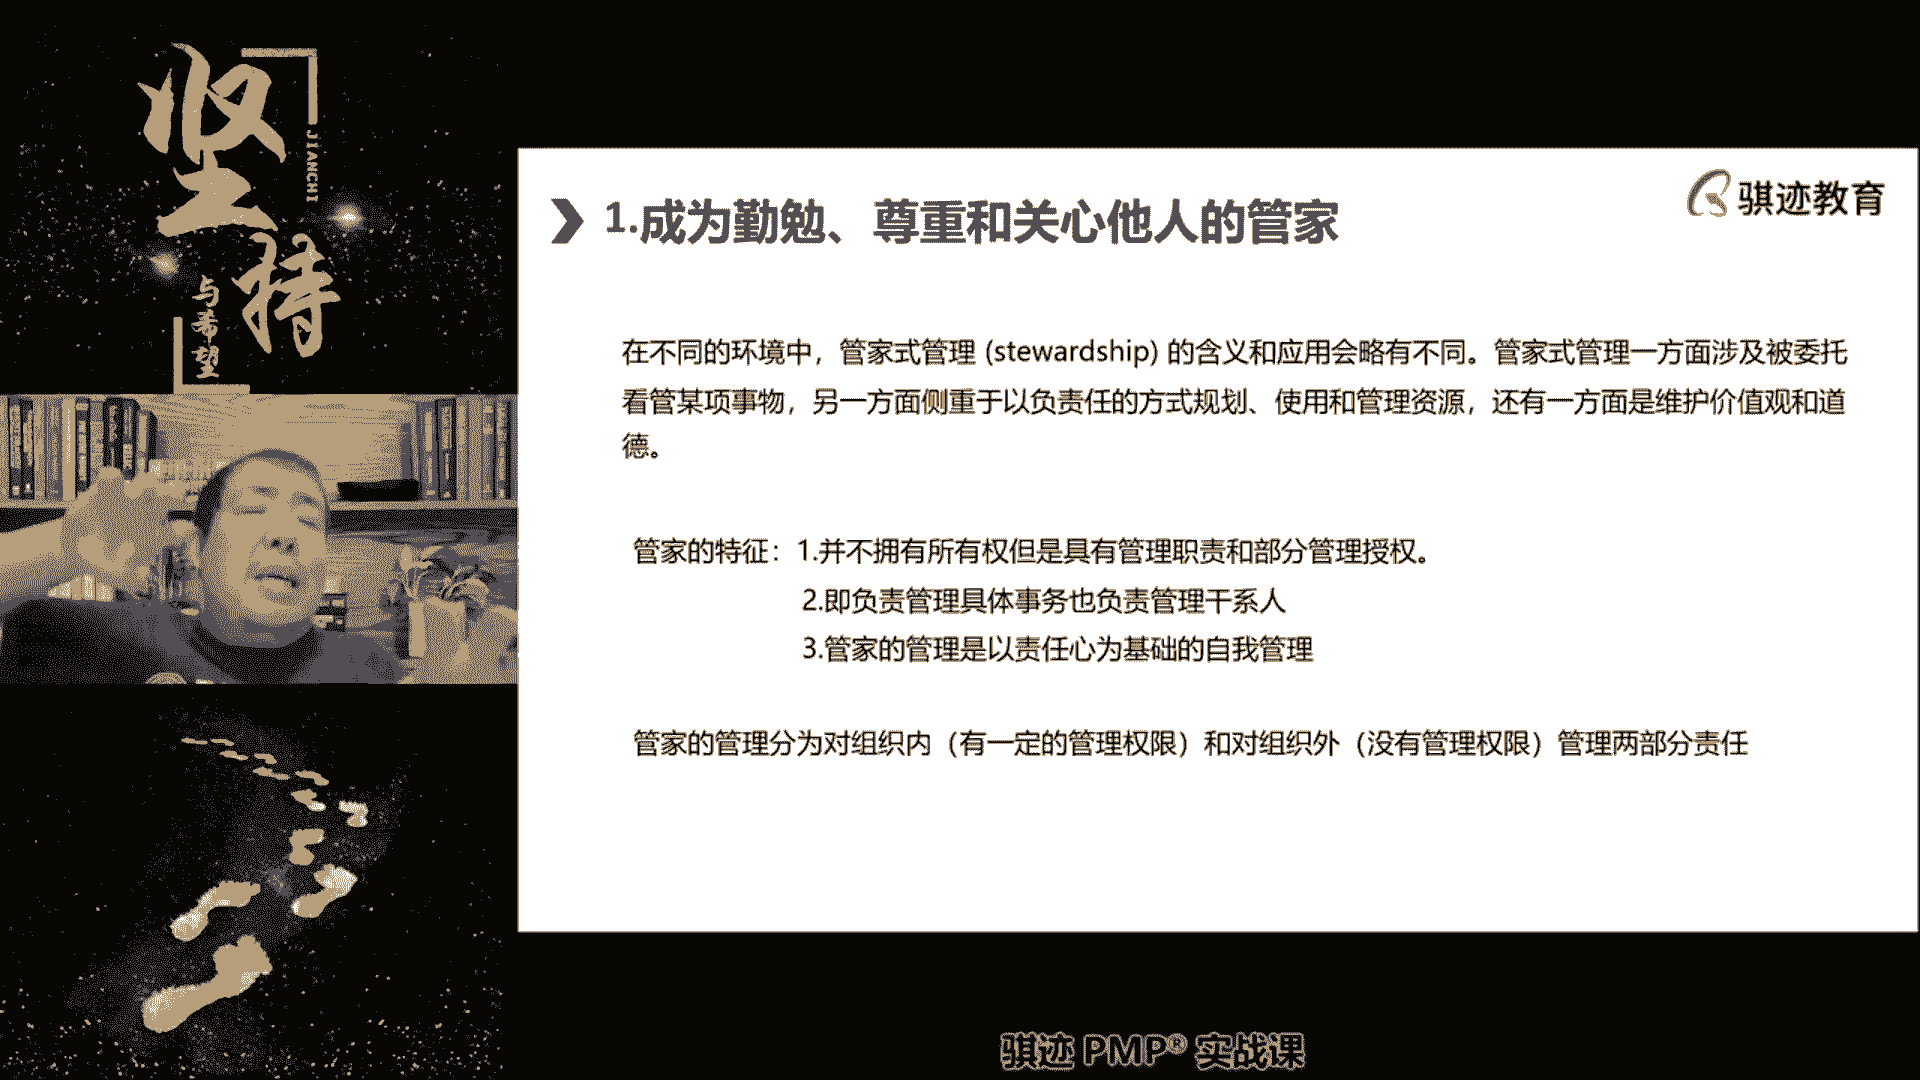 坚持
JIANCHI
与希望
骐迹教育
1.成为勤勉、尊重和关心他人的管家
在不同的环境中，管家式管理 (stewardship) 的含义和应用会略有不同。管家式管理一方面涉及被委托
看管某项事物，另一方面侧重于以负责任的方式规划、使用和管理资源，还有一方面是维护价值观和道
德。
管家的特征：1.并不拥有所有权但是具有管理职责和部分管理授权。
2.即负责管理具体事务也负责管理干系人
3.管家的管理是以责任心为基础的自我管理
管家的管理分为对组织内（有一定的管理权限）和对组织外（没有管理权限）管理两部分责任
骐迹 PMP® 实战课